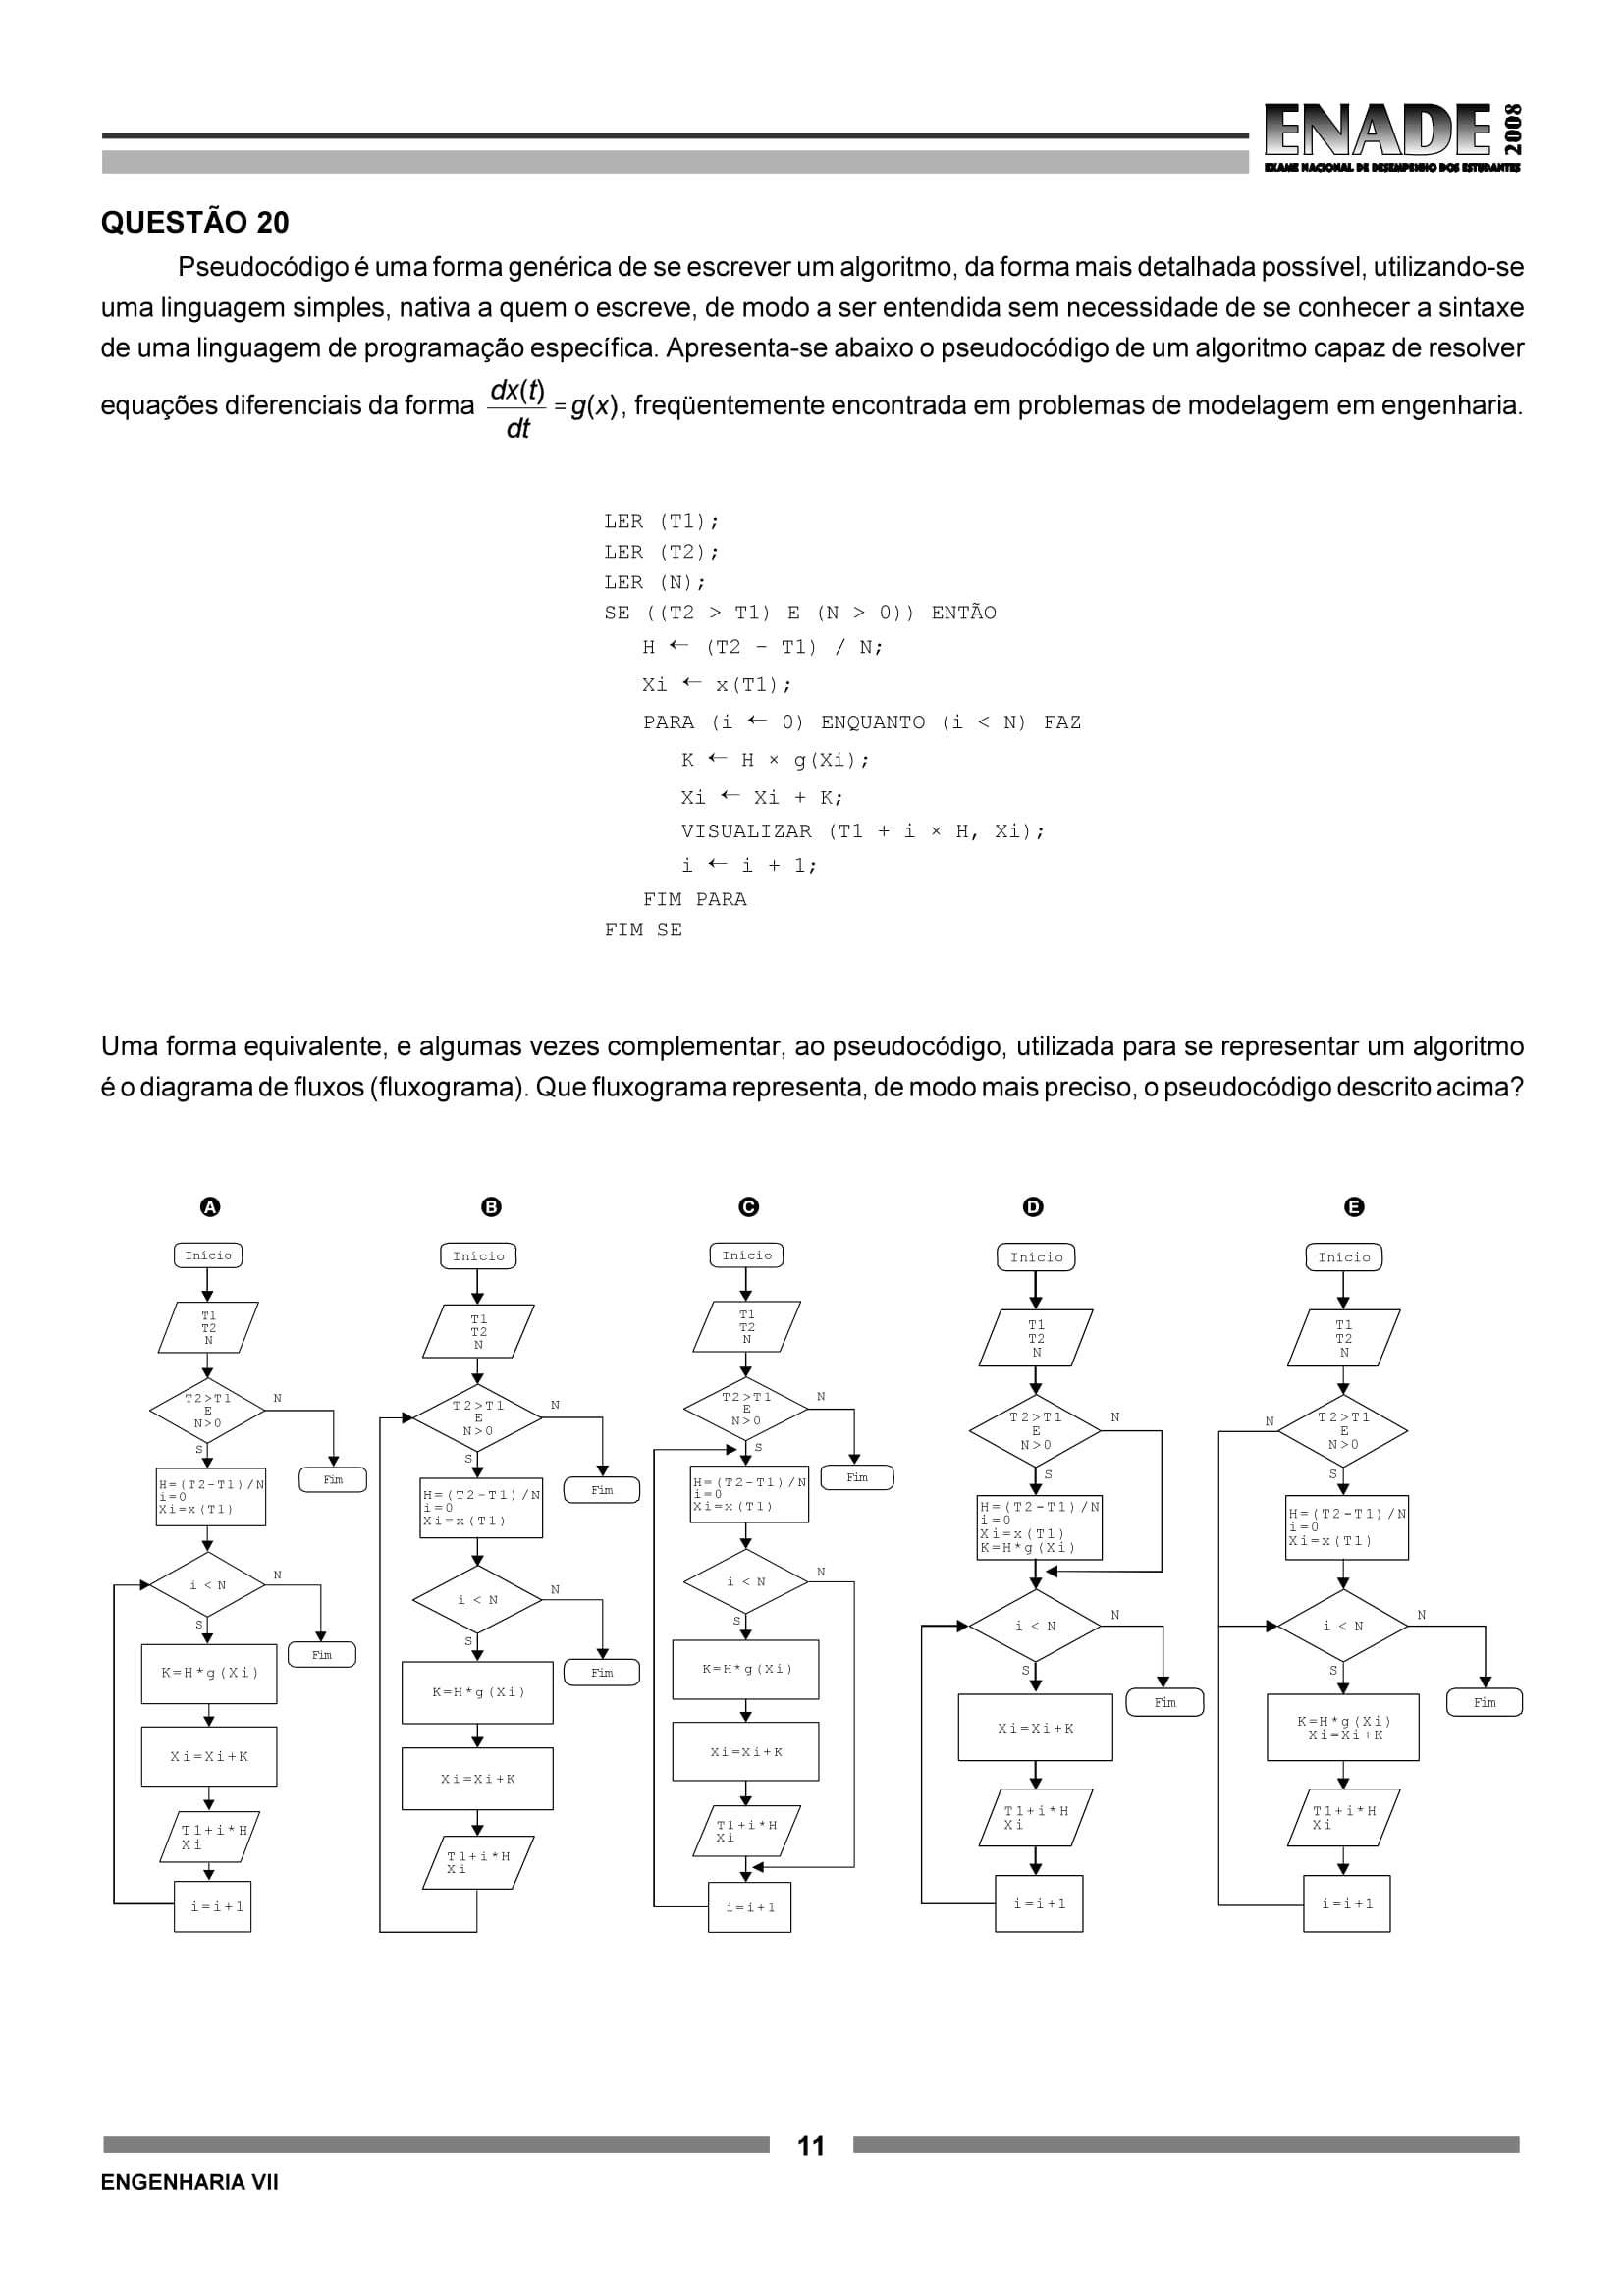 ENADE 2008
EXAME NACIONAL DE DESEMPENHO DOS ESTUDANTES
QUESTÃO 20
Pseudocódigo é uma forma genérica de se escrever um algoritmo, da forma mais detalhada possível, utilizando-se
uma linguagem simples, nativa a quem o escreve, de modo a ser entendida sem necessidade de se conhecer a sintaxe
de uma linguagem de programação específica. Apresenta-se abaixo o pseudocódigo de um algoritmo capaz de resolver
equações diferenciais da forma dx(t)/dt = g(x), freqüentemente encontrada em problemas de modelagem em engenharia.
LER (T1);
LER (T2);
LER (N);
SE ((T2 > T1) E (N > 0)) ENTÃO
H ← (T2 - T1) / N;
Xi ← x(T1);
PARA (i ← 0) ENQUANTO (i < N) FAZ
K ← H × g(Xi);
Xi ← Xi + K;
VISUALIZAR (T1 + i × H, Xi);
i ← i + 1;
FIM PARA
FIM SE
Uma forma equivalente, e algumas vezes complementar, ao pseudocódigo, utilizada para se representar um algoritmo
é o diagrama de fluxos (fluxograma). Que fluxograma representa, de modo mais preciso, o pseudocódigo descrito acima?
A
Início
T1
T2
N
T2>T1
E
N>0
N
S
Fim
H=(T2-T1)/N
i=0
Xi=x(T1)
i < N
N
S
Fim
K=H*g(Xi)
Xi=Xi+K
T1+i*H
Xi
i=i+1
B
Início
T1
T2
N
T2>T1
E
N>0
N
S
Fim
H=(T2-T1)/N
i=0
Xi=x(T1)
i < N
N
S
Fim
K=H*g(Xi)
Xi=Xi+K
T1+i*H
Xi
C
Início
T1
T2
N
T2>T1
E
N>0
N
S
Fim
H=(T2-T1)/N
i=0
Xi=x(T1)
i < N
N
S
K=H*g(Xi)
Xi=Xi+K
T1+i*H
Xi
i=i+1
D
Início
T1
T2
N
T2>T1
E
N>0
N
S
H=(T2-T1)/N
i=0
Xi=x(T1)
K=H*g(Xi)
i < N
N
S
Fim
Xi=Xi+K
T1+i*H
Xi
i=i+1
E
Início
T1
T2
N
T2>T1
E
N>0
N
S
H=(T2-T1)/N
i=0
Xi=x(T1)
i < N
N
S
Fim
K=H*g(Xi)
Xi=Xi+K
T1+i*H
Xi
i=i+1
11
ENGENHARIA VII